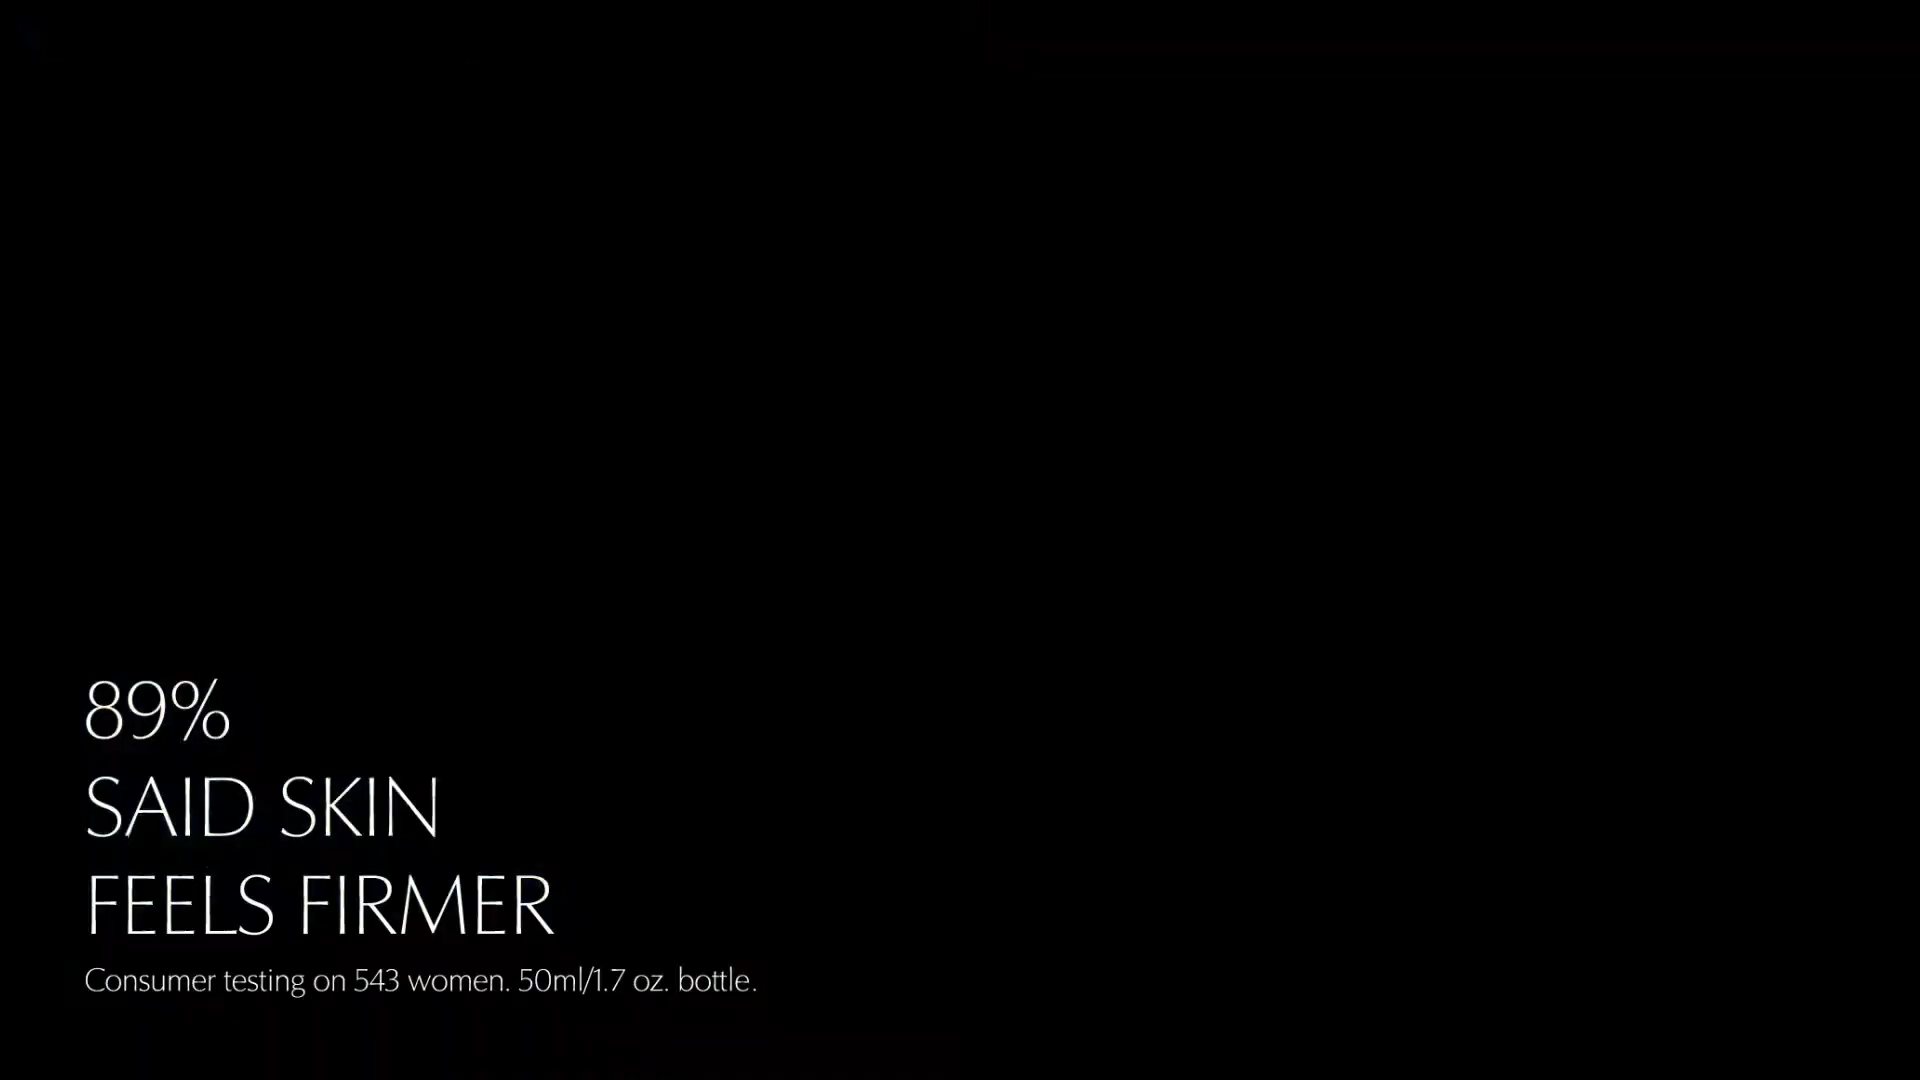 89%
SAID SKIN
FEELS FIRMER
Consumer testing on 543 women. 50ml/1.7 oz. bottle.